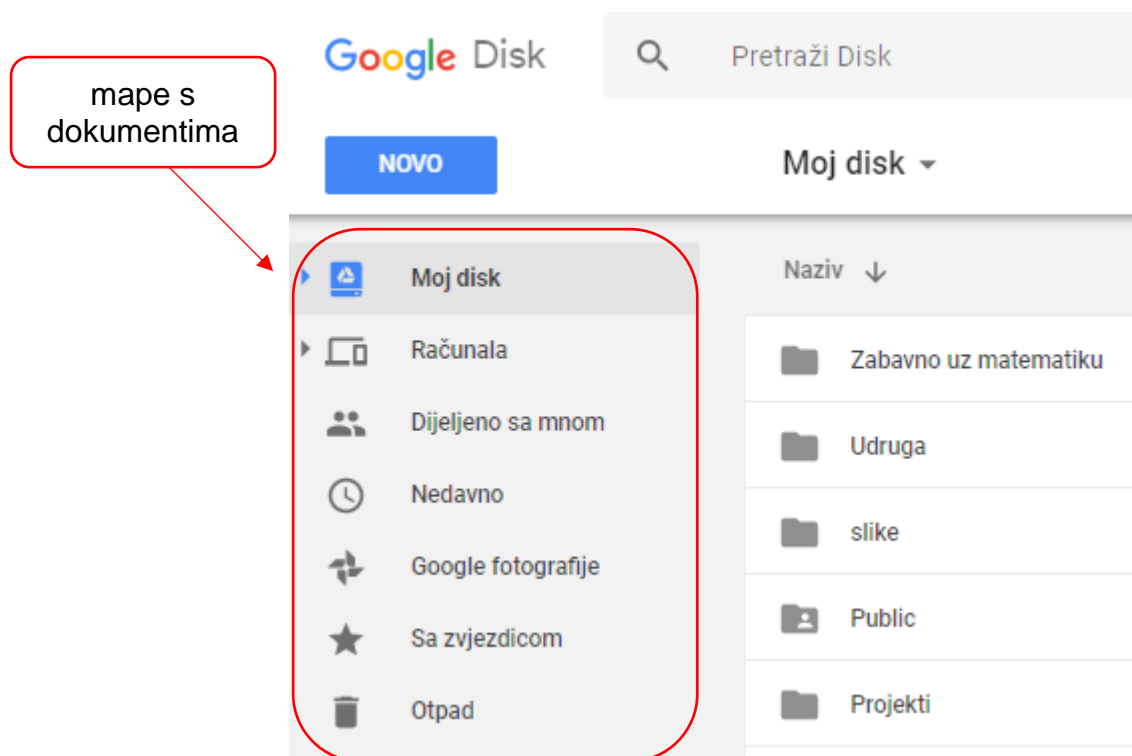 Google Disk
Pretraži Disk
mape s
dokumentima
NOVO
Moj disk
Moj disk
Računala
Dijeljeno sa mnom
Nedavno
Google fotografije
Sa zvjezdicom
Otpad
Naziv
Zabavno uz matematiku
Udruga
slike
Public
Projekti